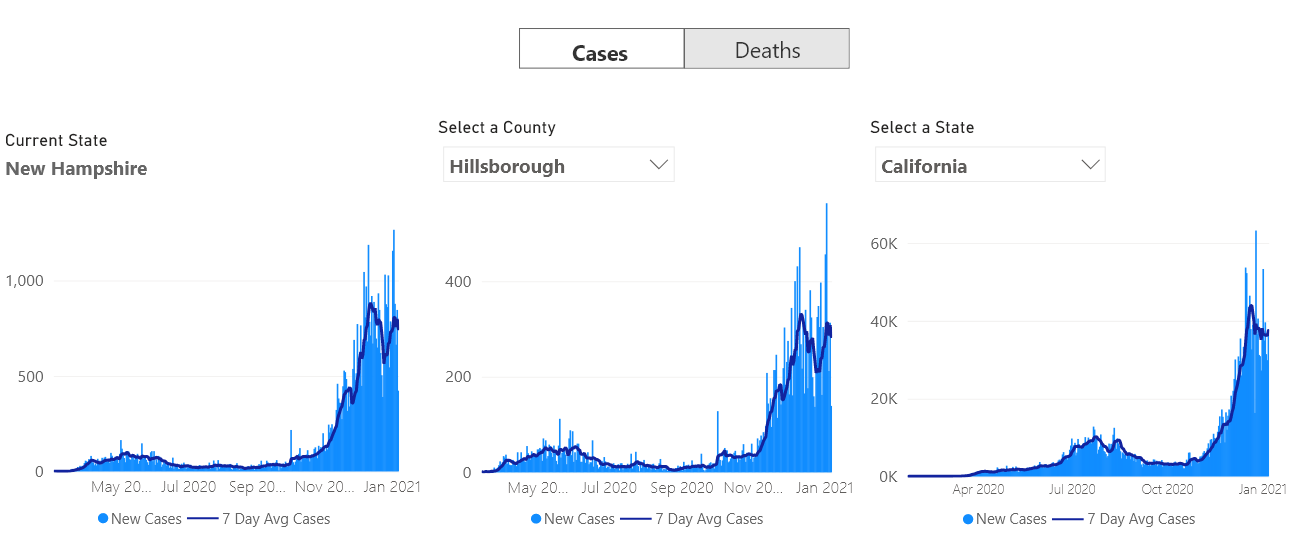 Cases Deaths
Current State
New Hampshire
Select a County
Hillsborough
Select a State
California
1,000
500
0
May 20... Jul 2020 Sep 20... Nov 20... Jan 2021
New Cases 7 Day Avg Cases
400
200
0
May 20... Jul 2020 Sep 2020 Nov 20... Jan 2021
New Cases 7 Day Avg Cases
60K
40K
20K
0K
Apr 2020 Jul 2020 Oct 2020 Jan 2021
New Cases 7 Day Avg Cases